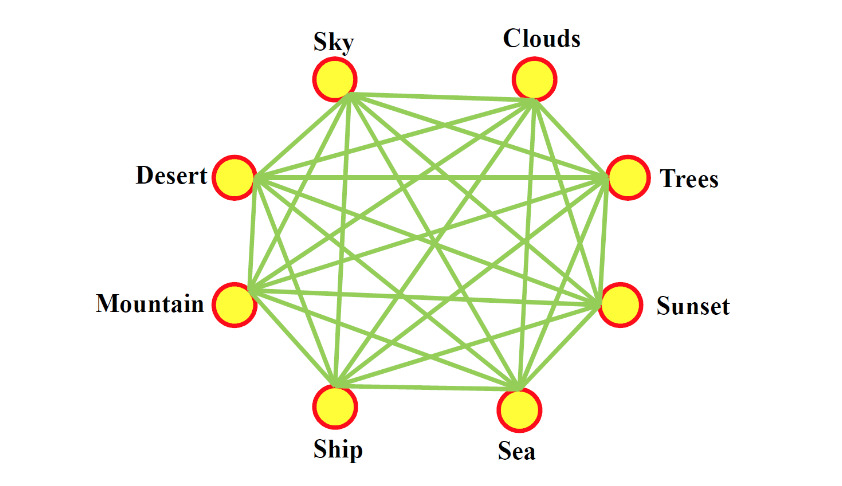 Sky
Clouds
Desert
Trees
Mountain
Sunset
Ship
Sea